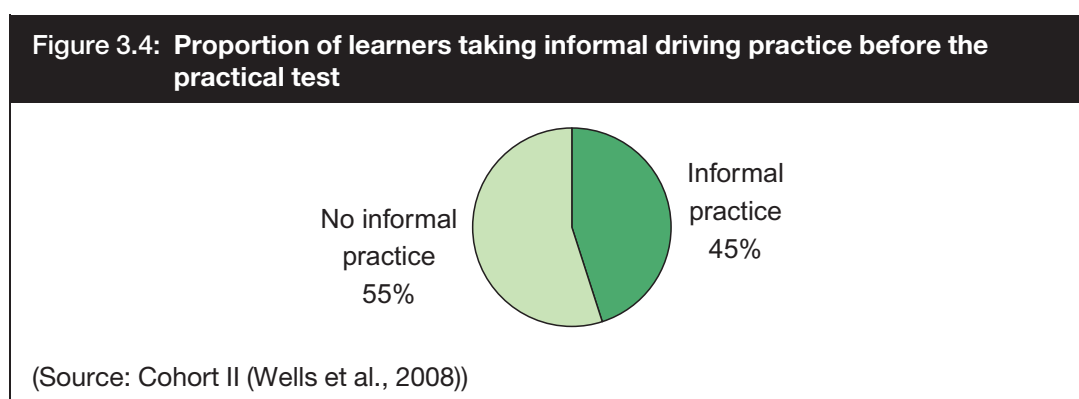 Figure 3.4: Proportion of learners taking informal driving practice before the
practical test
No informal
practice
55%
Informal
practice
45%
(Source: Cohort II (Wells et al., 2008))